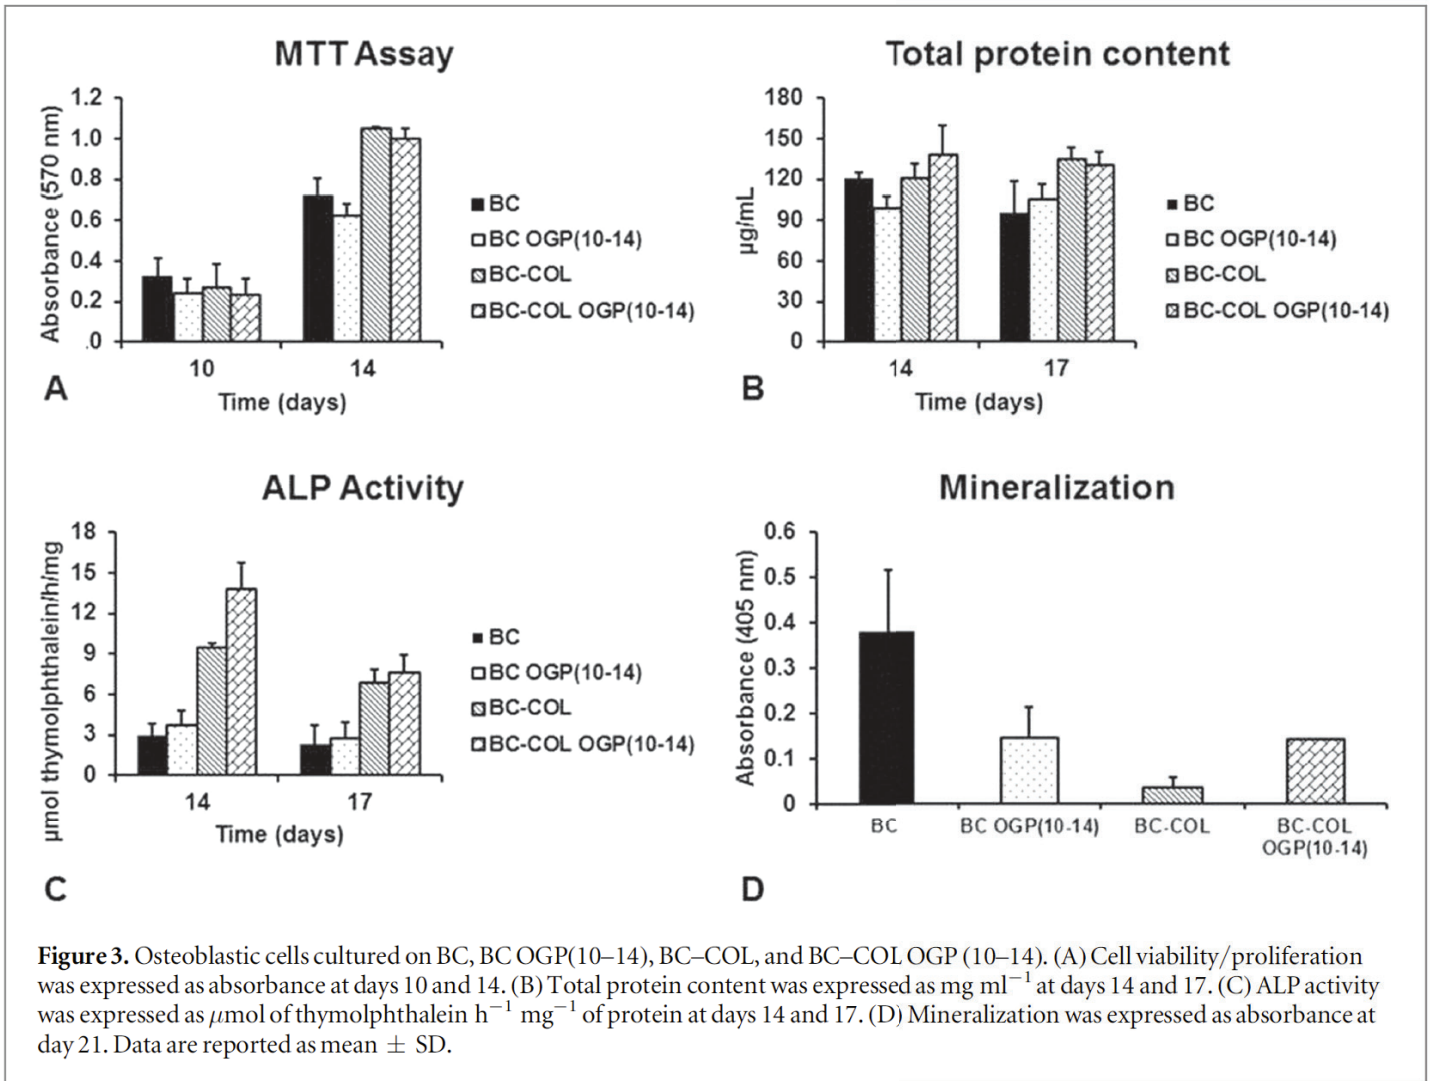 MTT Assay
1.2
1.0
0.8
0.6
0.4
0.2
.0
Absorbance (570 nm)
10
14
Time (days)
BC
BC OGP(10-14)
BC-COL
BC-COL OGP(10-14)
A
Total protein content
180
150
120
90
60
30
0
µg/mL
14
17
Time (days)
BC
BC OGP(10-14)
BC-COL
BC-COL OGP(10-14)
B
ALP Activity
18
15
12
9
6
3
0
µmol thymolphthalein/h/mg
14
17
Time (days)
BC
BC OGP(10-14)
BC-COL
BC-COL OGP(10-14)
C
Mineralization
0.6
0.5
0.4
0.3
0.2
0.1
0
Absorbance (405 nm)
BC
BC OGP(10-14)
BC-COL
BC-COL
OGP(10-14)
D
Figure 3. Osteoblastic cells cultured on BC, BC OGP(10–14), BC–COL, and BC–COL OGP (10–14). (A) Cell viability/proliferation
was expressed as absorbance at days 10 and 14. (B) Total protein content was expressed as mg ml⁻¹ at days 14 and 17. (C) ALP activity
was expressed as μmol of thymolphthalein h⁻¹ mg⁻¹ of protein at days 14 and 17. (D) Mineralization was expressed as absorbance at
day 21. Data are reported as mean ± SD.